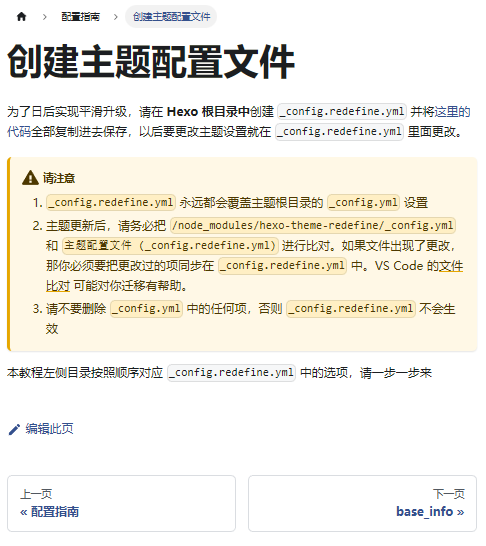 配置指南 创建主题配置文件
创建主题配置文件
为了日后实现平滑升级，请在 Hexo 根目录中创建 _config.redefine.yml 并将这里的
代码全部复制进去保存，以后要更改主题设置就在 _config.redefine.yml 里面更改。
请注意
1. _config.redefine.yml 永远都会覆盖主题根目录的 _config.yml 设置
2. 主题更新后，请务必把 /node_modules/hexo-theme-redefine/_config.yml
和 主题配置文件 (_config.redefine.yml) 进行比对。如果文件出现了更改，
那你必须要把更改过的项同步在 _config.redefine.yml 中。VS Code 的文件
比对 可能对你迁移有帮助。
3. 请不要删除 _config.yml 中的任何项，否则 _config.redefine.yml 不会生
效
本教程左侧目录按照顺序对应 _config.redefine.yml 中的选项，请一步一步来
编辑此页
上一页
« 配置指南
下一页
base_info »